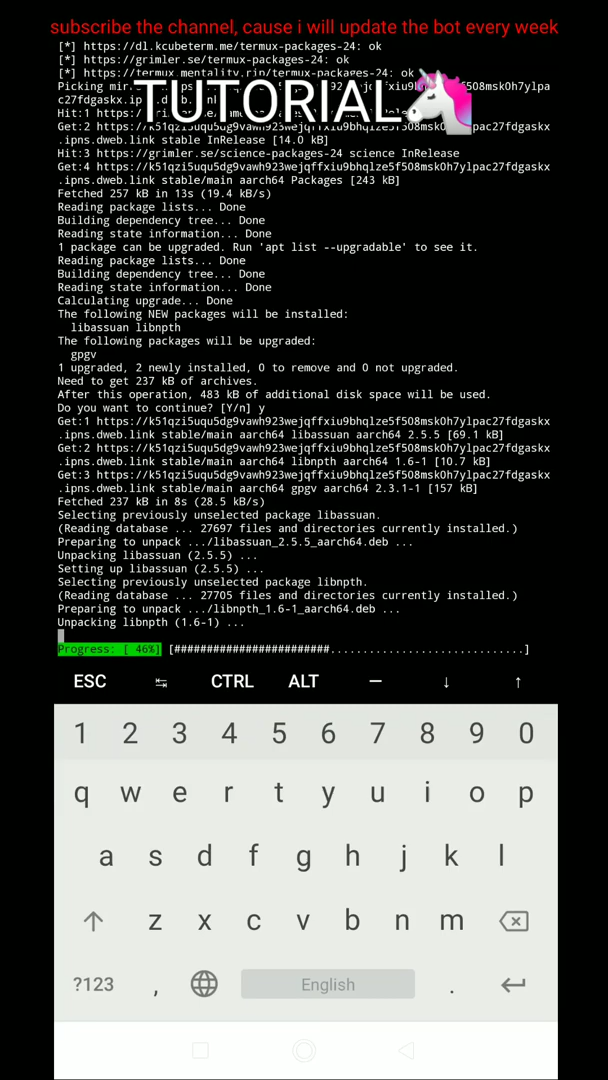 subscribe the channel, cause i will update the bot every week
[*] https://dl.kcubeterm.me/termux-packages-24: ok
[*] https://grimler.se/termux-packages-24: ok
[*] https://termux.mentality.rip/termux-packages-24: ok
Picking
TUTORIAL🦄
c27fdgaskx.ip
Hit:1
Get:2 pac27fdgaskx
.ipns.dweb.link stable InRelease [14.0 kB]
Hit:3 https://grimler.se/science-packages-24 science InRelease
Get:4 https://k51qzi5uqu5dg9vawh923wejqffxiu9bhqlze5f508msk0h7ylpac27fdgaskx
.ipns.dweb.link stable/main aarch64 Packages [243 kB]
Fetched 257 kB in 13s (19.4 kB/s)
Reading package lists... Done
Building dependency tree... Done
Reading state information... Done
1 package can be upgraded. Run 'apt list --upgradable' to see it.
Reading package lists... Done
Building dependency tree... Done
Reading state information... Done
Calculating upgrade... Done
The following NEW packages will be installed:
libassuan libnpth
The following packages will be upgraded:
gpgv
1 upgraded, 2 newly installed, 0 to remove and 0 not upgraded.
Need to get 237 kB of archives.
After this operation, 483 kB of additional disk space will be used.
Do you want to continue? [Y/n] y
Get:1 https://k51qzi5uqu5dg9vawh923wejqffxiu9bhqlze5f508msk0h7ylpac27fdgaskx
.ipns.dweb.link stable/main aarch64 libassuan aarch64 2.5.5 [69.1 kB]
Get:2 https://k51qzi5uqu5dg9vawh923wejqffxiu9bhqlze5f508msk0h7ylpac27fdgaskx
.ipns.dweb.link stable/main aarch64 libnpth aarch64 1.6-1 [10.7 kB]
Get:3 https://k51qzi5uqu5dg9vawh923wejqffxiu9bhqlze5f508msk0h7ylpac27fdgaskx
.ipns.dweb.link stable/main aarch64 gpgv aarch64 2.3.1-1 [157 kB]
Fetched 237 kB in 8s (28.5 kB/s)
Selecting previously unselected package libassuan.
(Reading database ... 27697 files and directories currently installed.)
Preparing to unpack .../libassuan_2.5.5_aarch64.deb ...
Unpacking libassuan (2.5.5) ...
Setting up libassuan (2.5.5) ...
Selecting previously unselected package libnpth.
(Reading database ... 27705 files and directories currently installed.)
Preparing to unpack .../libnpth_1.6-1_aarch64.deb ...
Unpacking libnpth (1.6-1) ...
Progress: [ 46%] [########################..............................]
ESC ↹ CTRL ALT — ↓ ↑
1 2 3 4 5 6 7 8 9 0
q w e r t y u i o p
a s d f g h j k l
z x c v b n m
?123 , English .